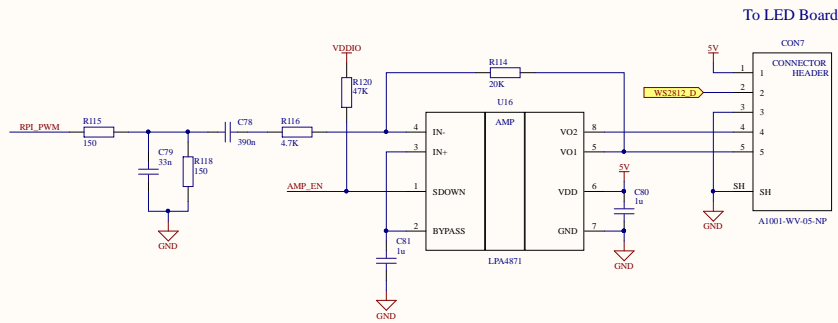 To LED Board
CON7
5V
CONNECTOR
HEADER
VDDIO
R114
20K
R120
47K
1
1
WS2812_D
2
2
U16
AMP
3
3
C78
390n
R116
4.7K
RPI_PWM
R115
150
4
IN-
VO2
8
4
4
C79
33n
R118
150
3
IN+
VO1
5
5
5
5V
AMP_EN
1
SDOWN
VDD
6
C80
1u
SH
SH
GND
A1001-WV-05-NP
2
BYPASS
GND
7
GND
C81
1u
LPA4871
GND
GND